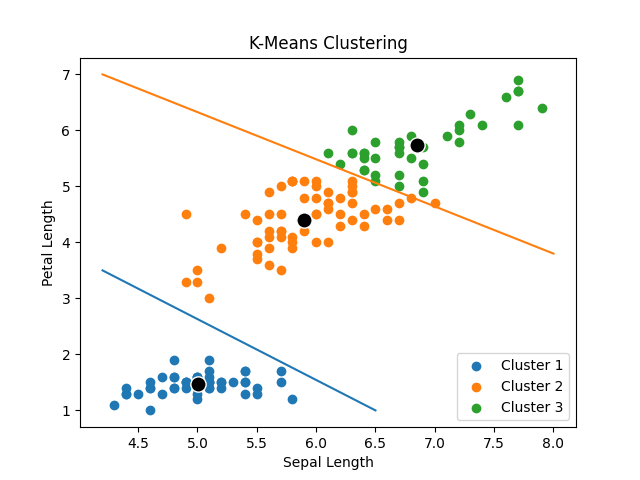 K-Means Clustering
7
6
5
4
3
2
1
Petal Length
4.5 5.0 5.5 6.0 6.5 7.0 7.5 8.0
Sepal Length
Cluster 1
Cluster 2
Cluster 3